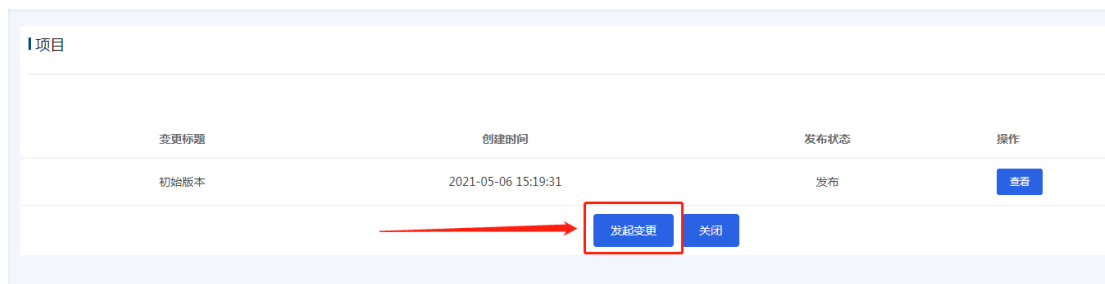 项目
变更标题 创建时间 发布状态 操作
初始版本 2021-05-06 15:19:31 发布 查看
发起变更 关闭